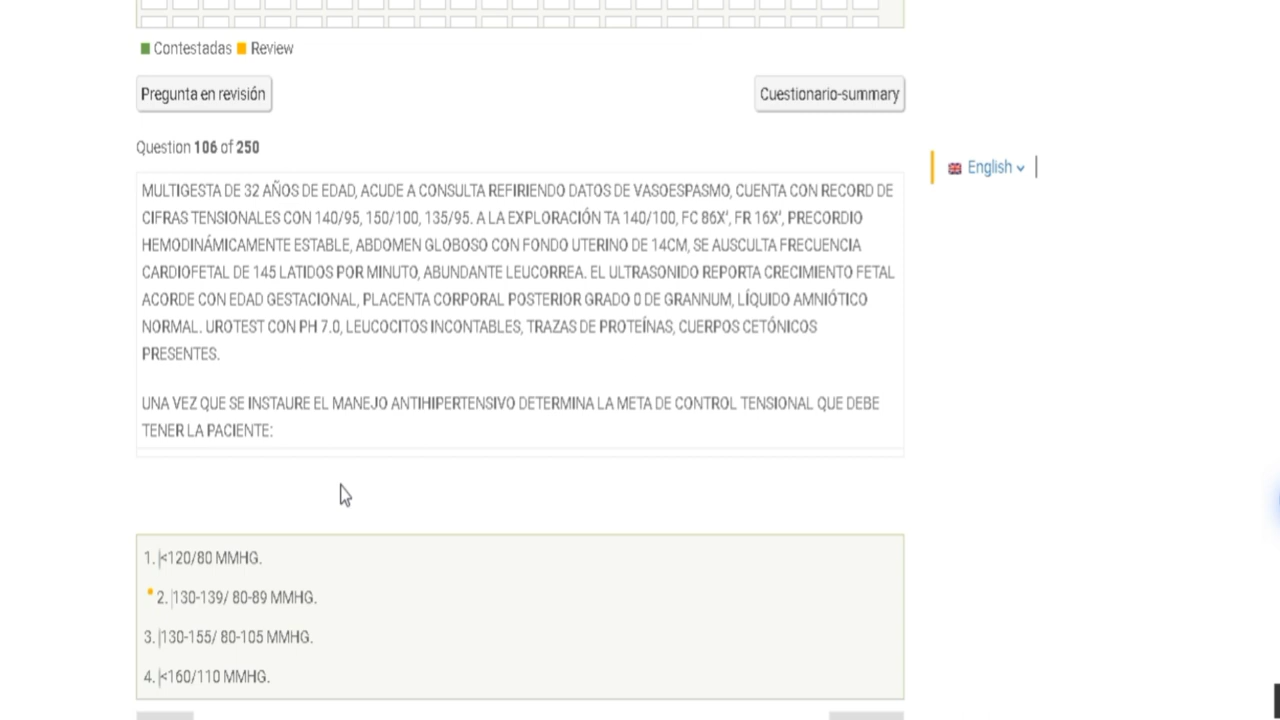 Contestadas Review
Pregunta en revisión
Cuestionario-summary
Question 106 of 250
English
MULTIGESTA DE 32 AÑOS DE EDAD, ACUDE A CONSULTA REFIRIENDO DATOS DE VASOESPASMO, CUENTA CON RECORD DE
CIFRAS TENSIONALES CON 140/95, 150/100, 135/95. A LA EXPLORACIÓN TA 140/100, FC 86X', FR 16X', PRECORDIO
HEMODINÁMICAMENTE ESTABLE, ABDOMEN GLOBOSO CON FONDO UTERINO DE 14CM, SE AUSCULTA FRECUENCIA
CARDIOFETAL DE 145 LATIDOS POR MINUTO, ABUNDANTE LEUCORREA. EL ULTRASONIDO REPORTA CRECIMIENTO FETAL
ACORDE CON EDAD GESTACIONAL, PLACENTA CORPORAL POSTERIOR GRADO 0 DE GRANNUM, LÍQUIDO AMNIÓTICO
NORMAL. UROTEST CON PH 7.0, LEUCOCITOS INCONTABLES, TRAZAS DE PROTEÍNAS, CUERPOS CETÓNICOS
PRESENTES.
UNA VEZ QUE SE INSTAURE EL MANEJO ANTIHIPERTENSIVO DETERMINA LA META DE CONTROL TENSIONAL QUE DEBE
TENER LA PACIENTE:
1. <120/80 MMHG.
2. 130-139/ 80-89 MMHG.
3. 130-155/ 80-105 MMHG.
4. <160/110 MMHG.